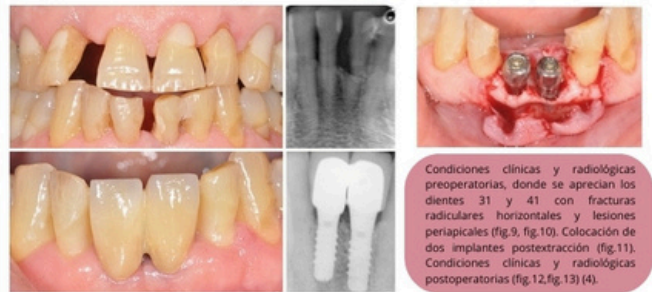 Condiciones clínicas y radiológicas
preoperatorias, donde se aprecian los
dientes 31 y 41 con fracturas
radiculares horizontales y lesiones
periapicales (fig.9, fig.10). Colocación de
dos implantes postextracción (fig.11).
Condiciones clínicas y radiológicas
postoperatorias (fig.12,fig.13) (4).